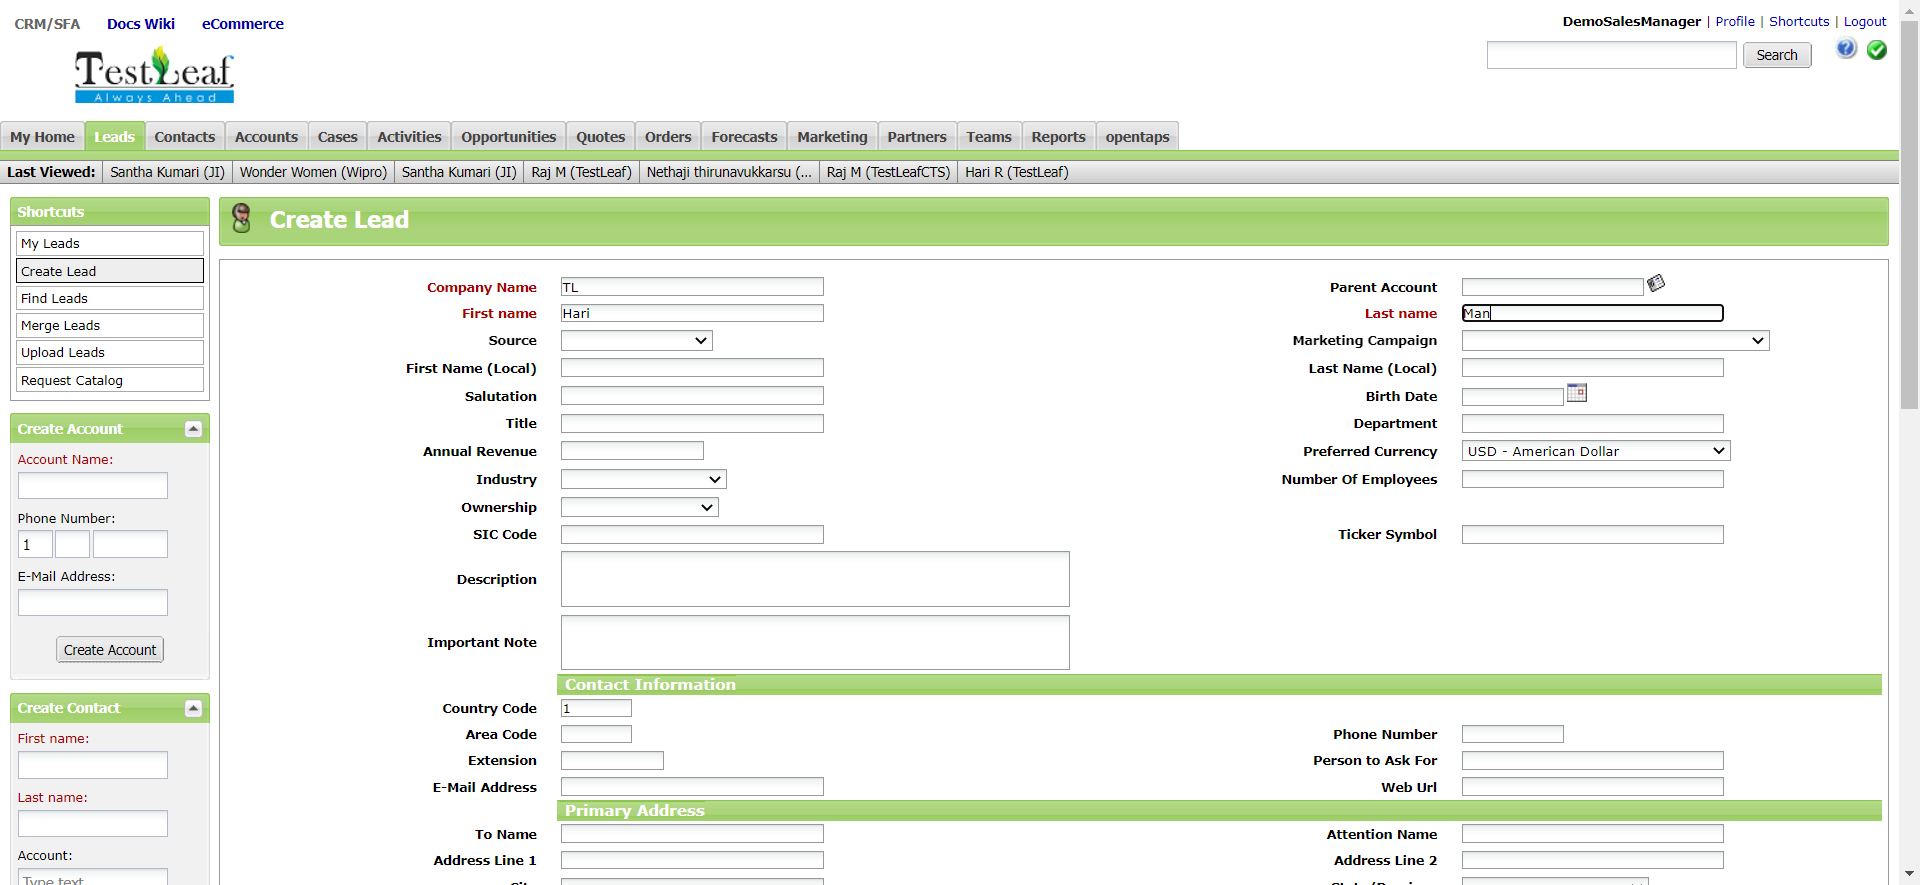 CRM/SFA Docs Wiki eCommerce
DemoSalesManager | Profile | Shortcuts | Logout
Search
TestLeaf
Always Ahead
My Home Leads Contacts Accounts Cases Activities Opportunities Quotes Orders Forecasts Marketing Partners Teams Reports opentaps
Last Viewed: Santha Kumari (JI) Wonder Women (Wipro) Santha Kumari (JI) Raj M (TestLeaf) Nethaji thirunavukkarsu (... Raj M (TestLeafCTS) Hari R (TestLeaf)
Shortcuts
My Leads
Create Lead
Find Leads
Merge Leads
Upload Leads
Request Catalog
Create Account
Account Name:
Phone Number:
1
E-Mail Address:
Create Account
Create Contact
First name:
Last name:
Account:
Type text
Create Lead
Company Name TL Parent Account
First name Hari Last name Man
Source Marketing Campaign
First Name (Local) Last Name (Local)
Salutation Birth Date
Title Department
Annual Revenue Preferred Currency USD - American Dollar
Industry Number Of Employees
Ownership
SIC Code Ticker Symbol
Description
Important Note
Contact Information
Country Code 1
Area Code Phone Number
Extension Person to Ask For
E-Mail Address Web Url
Primary Address
To Name Attention Name
Address Line 1 Address Line 2